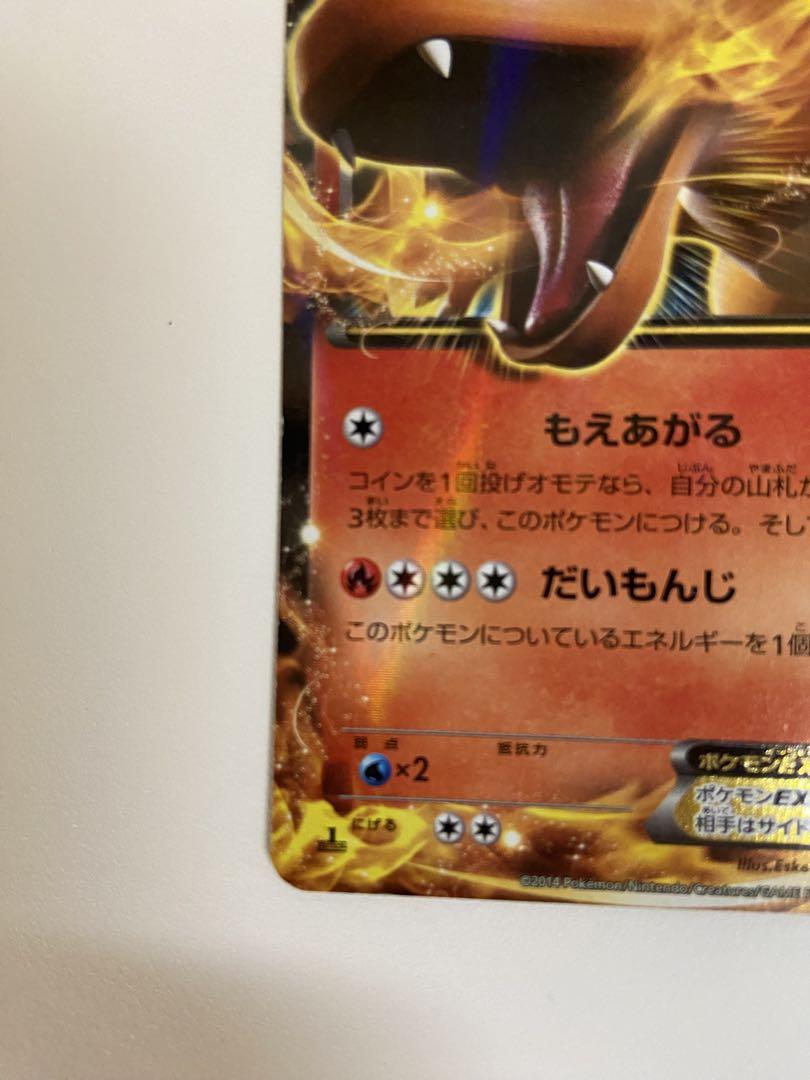 もえあがる
コインを1回投げオモテなら、自分の山札
3枚まで選び、このポケモンにつける。そし
だいもんじ
このポケモンについているエネルギーを1個
弱点
抵抗力
×2
ポケモンEX
ポケモンEX
相手はサイド
にげる
1
Illus.Eske
©2014 Pokémon/Nintendo/Creatures/GAME F